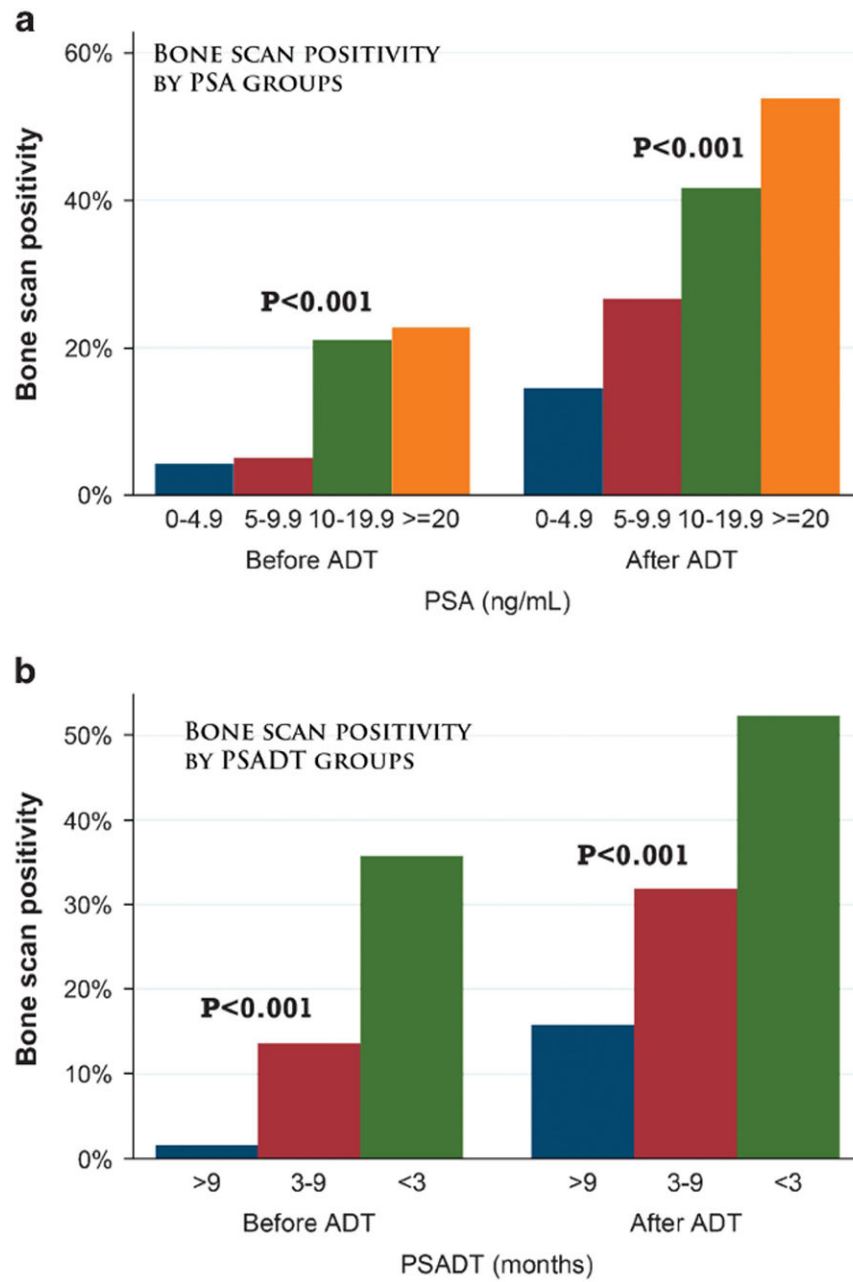 a
BONE SCAN POSITIVITY
BY PSA GROUPS
Bone scan positivity
60%
40%
20%
0%
P<0.001
P<0.001
0-4.9 5-9.9 10-19.9 >=20 0-4.9 5-9.9 10-19.9 >=20
Before ADT After ADT
PSA (ng/mL)
b
BONE SCAN POSITIVITY
BY PSADT GROUPS
Bone scan positivity
50%
40%
30%
20%
10%
0%
P<0.001
P<0.001
>9 3-9 <3 >9 3-9 <3
Before ADT After ADT
PSADT (months)